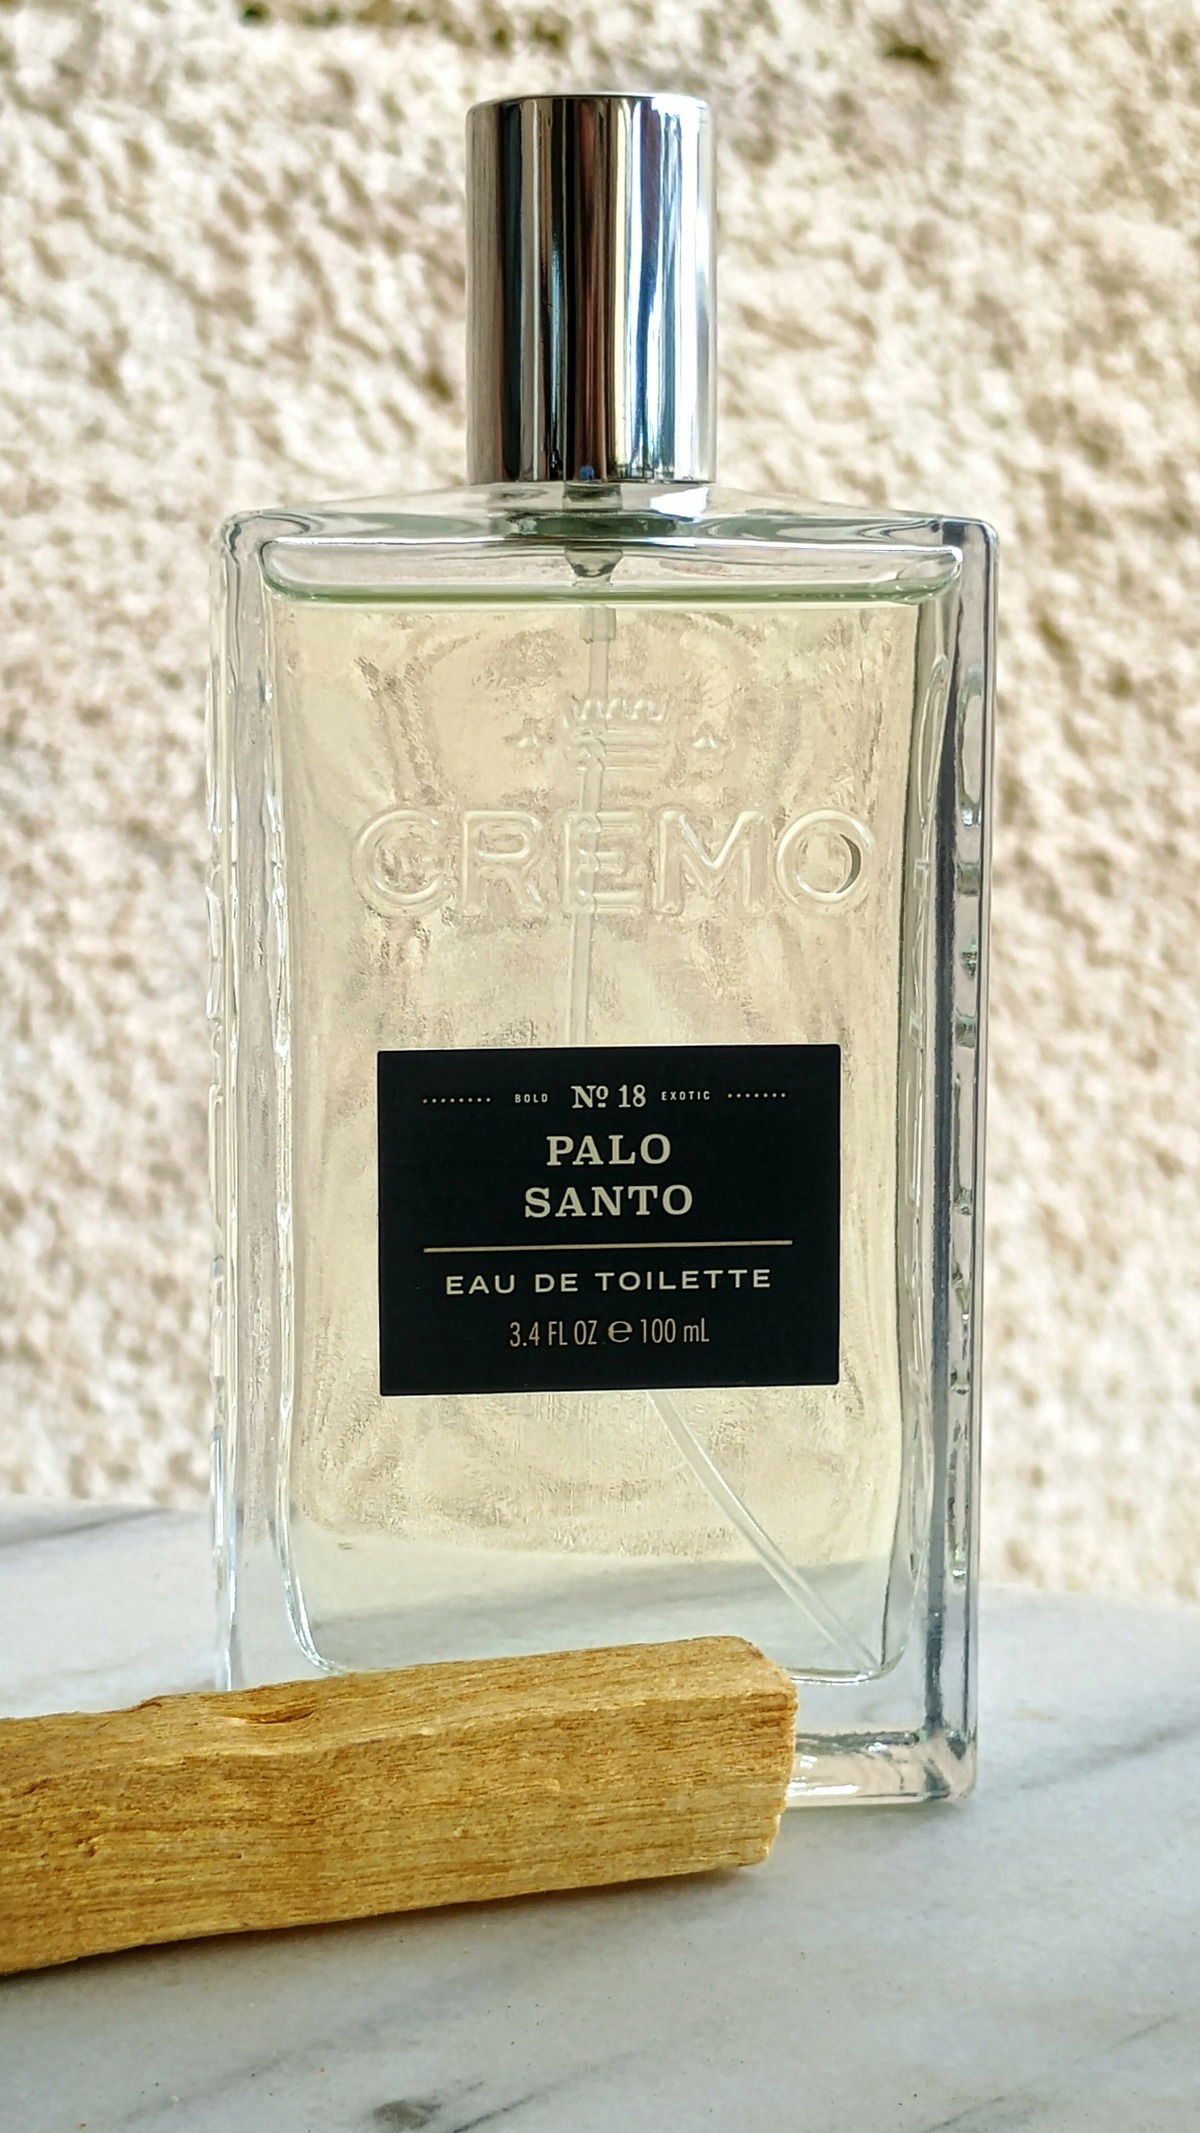 CREMO
BOLD Nº 18 EXOTIC
PALO
SANTO
EAU DE TOILETTE
3.4 FL OZ ℮ 100 mL